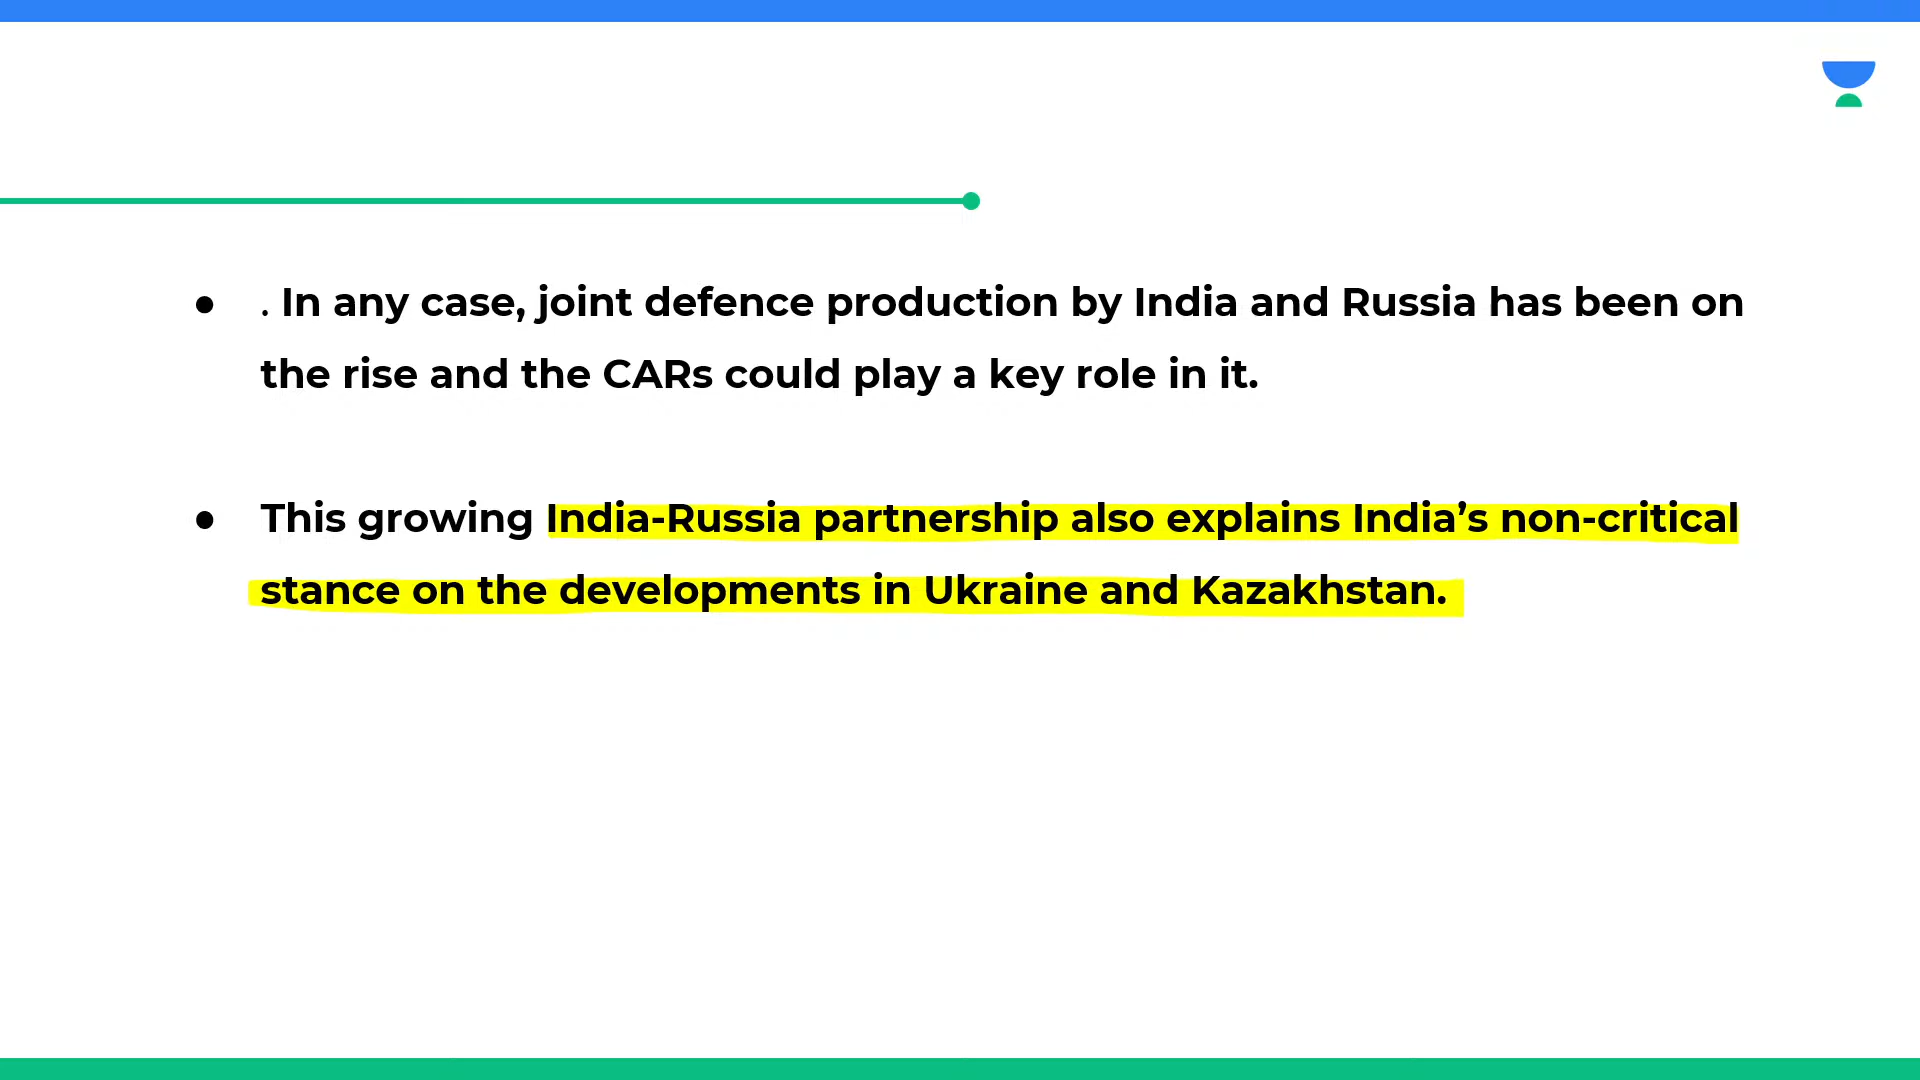 ● . In any case, joint defence production by India and Russia has been on
the rise and the CARs could play a key role in it.
● This growing India-Russia partnership also explains India’s non-critical
stance on the developments in Ukraine and Kazakhstan.